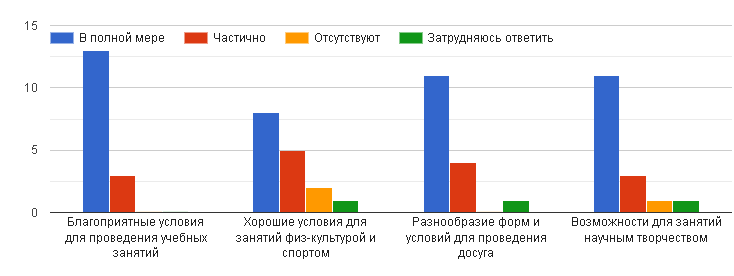 15
В полной мере
Частично
Отсутствуют
Затрудняюсь ответить
10
5
0
Благоприятные условия
для проведения учебных
занятий
Хорошие условия для
занятий физ-культурой и
спортом
Разнообразие форм и
условий для проведения
досуга
Возможности для занятий
научным творчеством